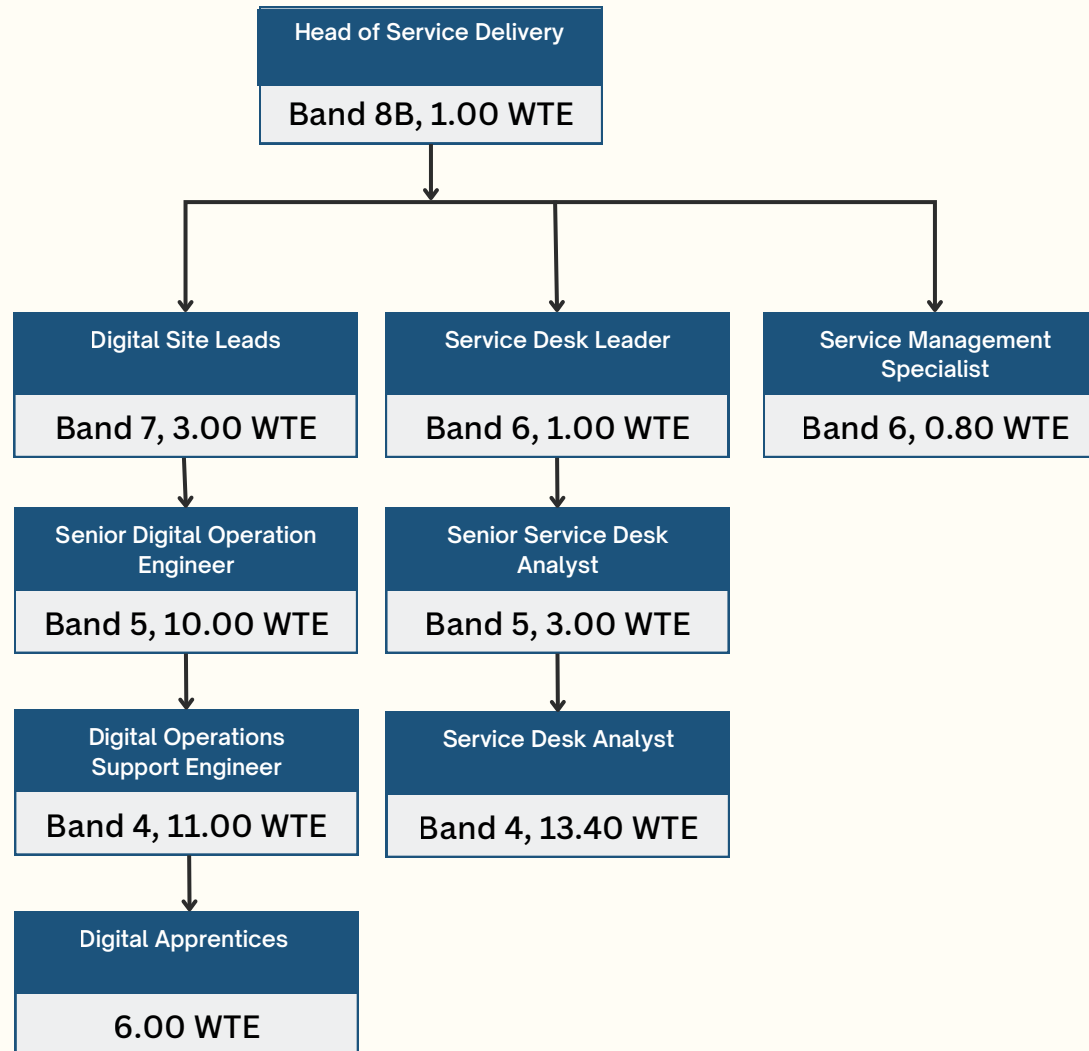 Head of Service Delivery
Band 8B, 1.00 WTE
Digital Site Leads
Band 7, 3.00 WTE
Service Desk Leader
Band 6, 1.00 WTE
Service Management
Specialist
Band 6, 0.80 WTE
Senior Digital Operation
Engineer
Band 5, 10.00 WTE
Senior Service Desk
Analyst
Band 5, 3.00 WTE
Digital Operations
Support Engineer
Band 4, 11.00 WTE
Service Desk Analyst
Band 4, 13.40 WTE
Digital Apprentices
6.00 WTE